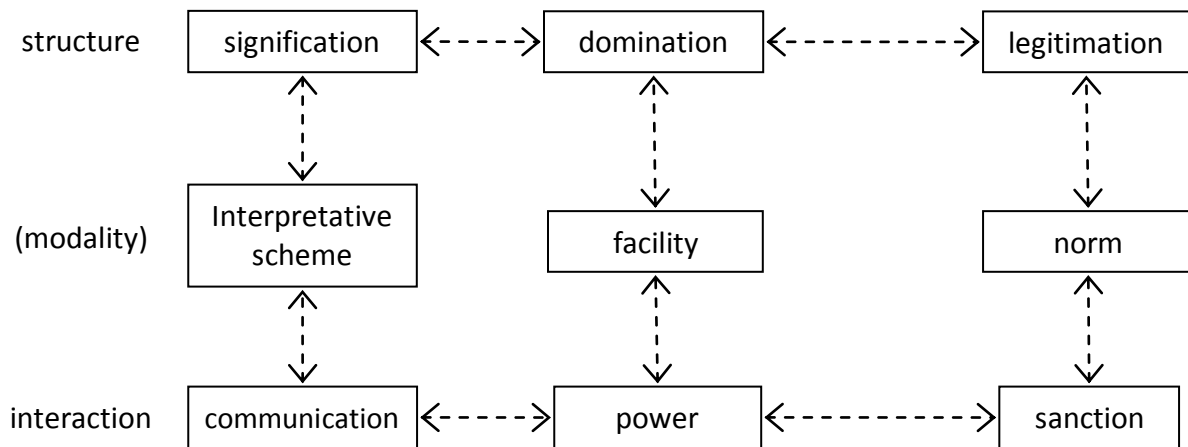 structure signification domination legitimation
(modality) Interpretative scheme facility norm
interaction communication power sanction